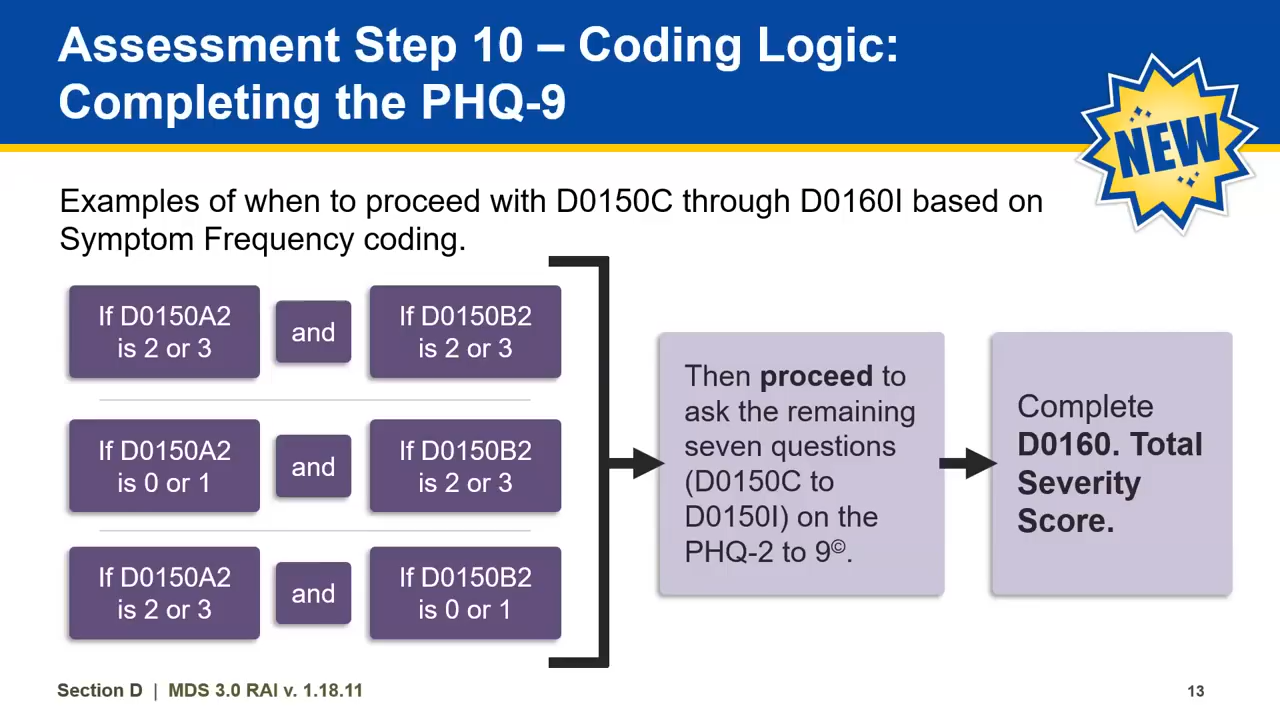 Assessment Step 10 – Coding Logic:
Completing the PHQ-9
NEW
Examples of when to proceed with D0150C through D0160I based on
Symptom Frequency coding.
If D0150A2
is 2 or 3
and
If D0150B2
is 2 or 3
If D0150A2
is 0 or 1
and
If D0150B2
is 2 or 3
If D0150A2
is 2 or 3
and
If D0150B2
is 0 or 1
Then proceed to
ask the remaining
seven questions
(D0150C to
D0150I) on the
PHQ-2 to 9©.
Complete
D0160. Total
Severity
Score.
Section D | MDS 3.0 RAI v. 1.18.11
13